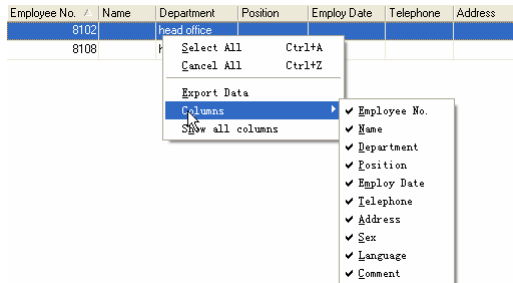 Employee No. Name Department Position Employ Date Telephone Address
8102 head office
8108 h
Select All Ctrl+A
Cancel All Ctrl+Z
Export Data
Columns
Show all columns
Employee No.
Name
Department
Position
Employ Date
Telephone
Address
Sex
Language
Comment